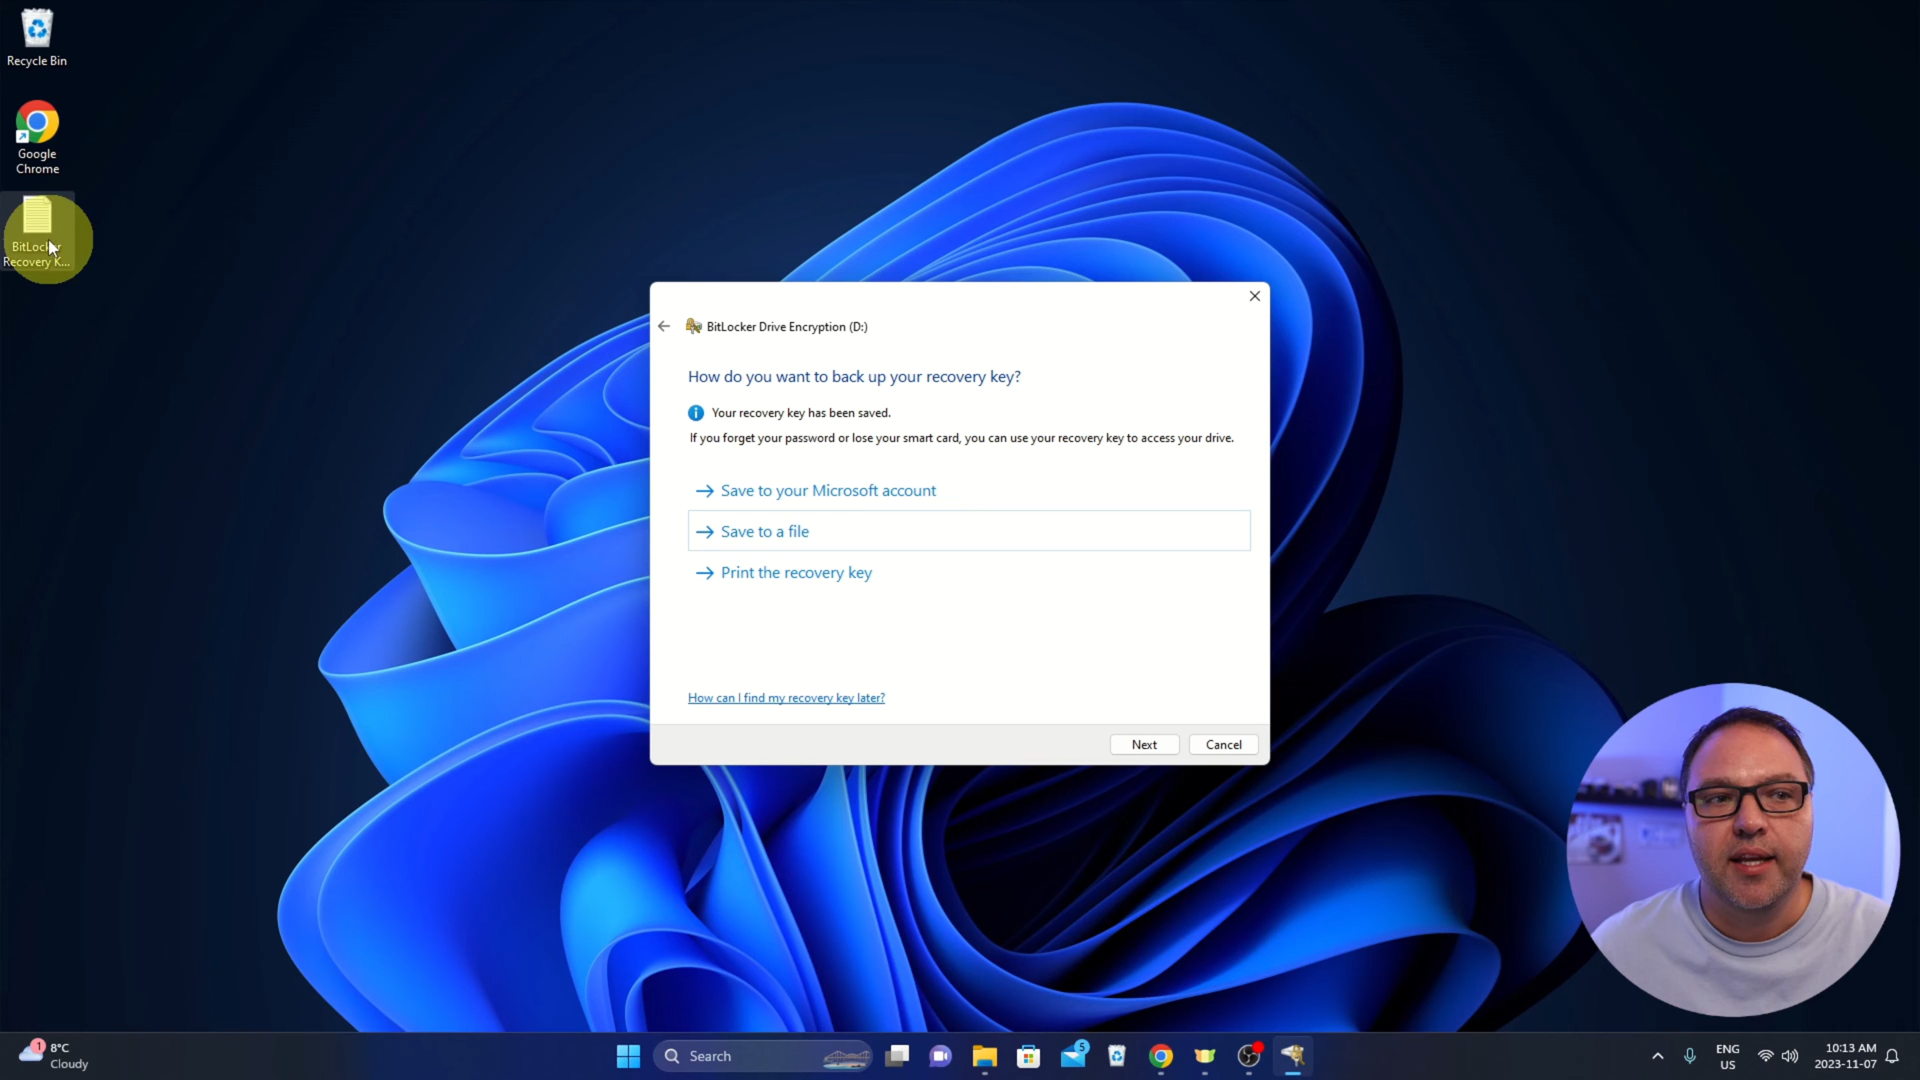 Recycle Bin
Google
Chrome
BitLocker
Recovery K...
BitLocker Drive Encryption (D:)
How do you want to back up your recovery key?
Your recovery key has been saved.
If you forget your password or lose your smart card, you can use your recovery key to access your drive.
Save to your Microsoft account
Save to a file
Print the recovery key
How can I find my recovery key later?
Next
Cancel
1
8°C
Cloudy
Search
5
ENG
US
10:13 AM
2023-11-07